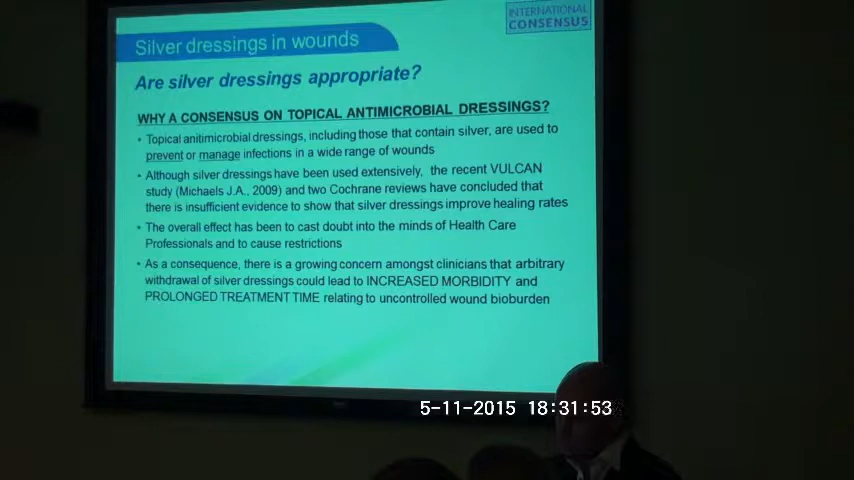 INTERNATIONAL
CONSENSUS
Silver dressings in wounds
Are silver dressings appropriate?
WHY A CONSENSUS ON TOPICAL ANTIMICROBIAL DRESSINGS?
• Topical anitimicrobial dressings, including those that contain silver, are used to
prevent or manage infections in a wide range of wounds
• Although silver dressings have been used extensively, the recent VULCAN
study (Michaels J.A., 2009) and two Cochrane reviews have concluded that
there is insufficient evidence to show that silver dressings improve healing rates
• The overall effect has been to cast doubt into the minds of Health Care
Professionals and to cause restrictions
• As a consequence, there is a growing concern amongst clinicians that arbitrary
withdrawal of silver dressings could lead to INCREASED MORBIDITY and
PROLONGED TREATMENT TIME relating to uncontrolled wound bioburden
5-11-2015 18:31:53